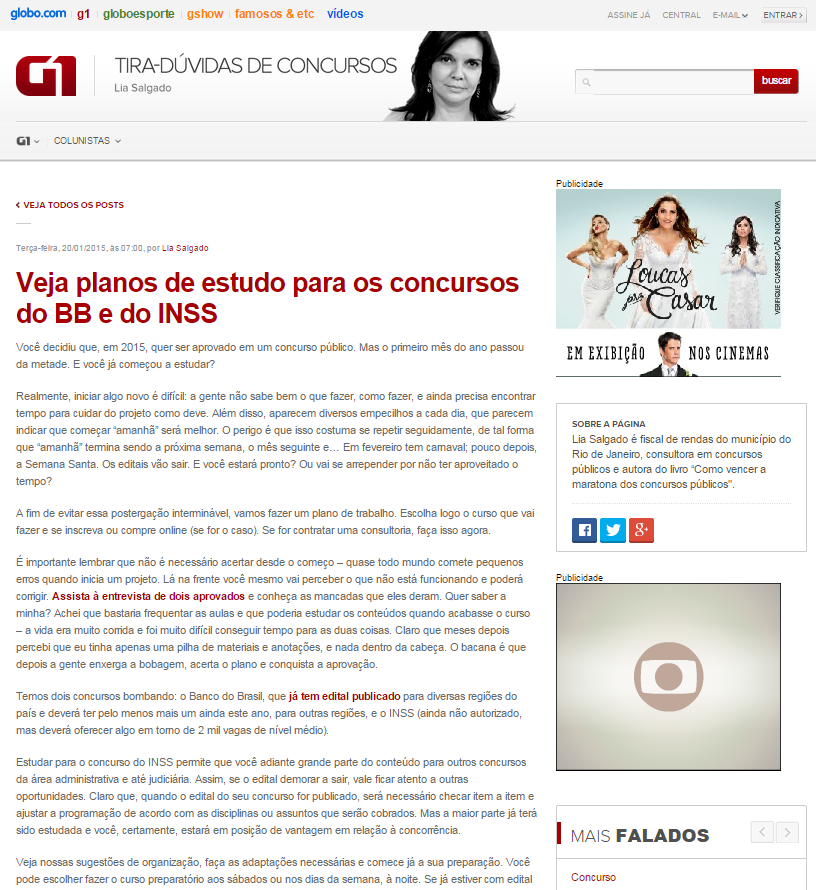 globo.com g1 globoesporte gshow famosos & etc vídeos
ASSINE JÁ CENTRAL E-MAIL ENTRAR
G1
TIRA-DÚVIDAS DE CONCURSOS
Lia Salgado
buscar
G1 COLUNISTAS
VEJA TODOS OS POSTS
Terça-feira, 20/01/2015, às 07:00, por Lia Salgado
Veja planos de estudo para os concursos
do BB e do INSS
Você decidiu que, em 2015, quer ser aprovado em um concurso público. Mas o primeiro mês do ano passou
da metade. E você já começou a estudar?
Realmente, iniciar algo novo é difícil: a gente não sabe bem o que fazer, como fazer, e ainda precisa encontrar
tempo para cuidar do projeto como deve. Além disso, aparecem diversos empecilhos a cada dia, que parecem
indicar que começar “amanhã” será melhor. O perigo é que isso costuma se repetir seguidamente, de tal forma
que “amanhã” termina sendo a próxima semana, o mês seguinte e… Em fevereiro tem carnaval; pouco depois,
a Semana Santa. Os editais vão sair. E você estará pronto? Ou vai se arrepender por não ter aproveitado o
tempo?
A fim de evitar essa postergação interminável, vamos fazer um plano de trabalho. Escolha logo o curso que vai
fazer e se inscreva ou compre online (se for o caso). Se for contratar uma consultoria, faça isso agora.
É importante lembrar que não é necessário acertar desde o começo – quase todo mundo comete pequenos
erros quando inicia um projeto. Lá na frente você mesmo vai perceber o que não está funcionando e poderá
corrigir. Assista à entrevista de dois aprovados e conheça as mancadas que eles deram. Quer saber a
minha? Achei que bastaria frequentar as aulas e que poderia estudar os conteúdos quando acabasse o curso
– a vida era muito corrida e foi muito difícil conseguir tempo para as duas coisas. Claro que meses depois
percebi que eu tinha apenas uma pilha de materiais e anotações, e nada dentro da cabeça. O bacana é que
depois a gente enxerga a bobagem, acerta o plano e conquista a aprovação.
Temos dois concursos bombando: o Banco do Brasil, que já tem edital publicado para diversas regiões do
país e deverá ter pelo menos mais um ainda este ano, para outras regiões, e o INSS (ainda não autorizado,
mas deverá oferecer algo em torno de 2 mil vagas de nível médio).
Estudar para o concurso do INSS permite que você adiante grande parte do conteúdo para outros concursos
da área administrativa e até judiciária. Assim, se o edital demorar a sair, vale ficar atento a outras
oportunidades. Claro que, quando o edital do seu concurso for publicado, será necessário checar item a item e
ajustar a programação de acordo com as disciplinas ou assuntos que serão cobrados. Mas a maior parte já terá
sido estudada e você, certamente, estará em posição de vantagem em relação à concorrência.
Veja nossas sugestões de organização, faça as adaptações necessárias e comece já a sua preparação. Você
pode escolher fazer o curso preparatório aos sábados ou nos dias da semana, à noite. Se já estiver com edital
Publicidade
Loucas
pra
Casar
VERIFIQUE CLASSIFICAÇÃO INDICATIVA
EM EXIBIÇÃO NOS CINEMAS
SOBRE A PÁGINA
Lia Salgado é fiscal de rendas do município do
Rio de Janeiro, consultora em concursos
públicos e autora do livro “Como vencer a
maratona dos concursos públicos".
Publicidade
MAIS FALADOS
Concurso